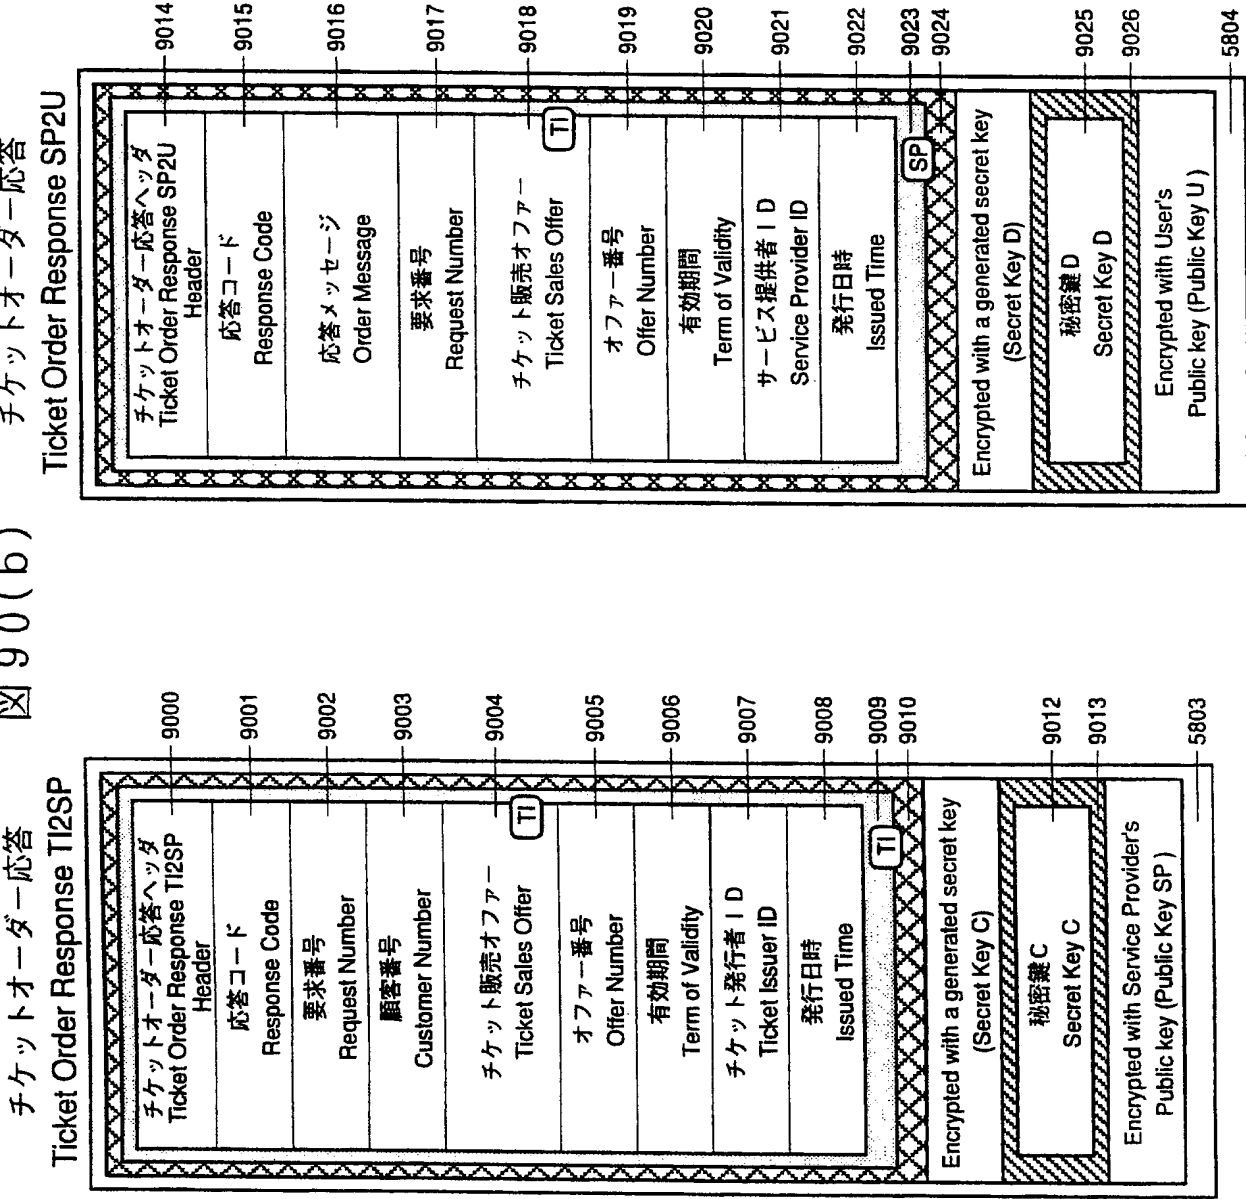 チケットオーダー応答
Ticket Order Response TI2SP
チケットオーダー応答ヘッダ
Ticket Order Response TI2SP
Header
9000
応答コード
Response Code
9001
要求番号
Request Number
9002
顧客番号
Customer Number
9003
チケット販売オファー
Ticket Sales Offer
TI
9004
オファー番号
Offer Number
9005
有効期間
Term of Validity
9006
チケット発行者ID
Ticket Issuer ID
9007
発行日時
Issued Time
9008
TI
9009
9010
Encrypted with a generated secret key
(Secret Key C)
秘密鍵C
Secret Key C
9012
9013
Encrypted with Service Provider's
Public key (Public Key SP)
5803
図90(b)
チケットオーダー応答
Ticket Order Response SP2U
チケットオーダー応答ヘッダ
Ticket Order Response SP2U
Header
9014
応答コード
Response Code
9015
応答メッセージ
Order Message
9016
要求番号
Request Number
9017
チケット販売オファー
Ticket Sales Offer
TI
9018
オファー番号
Offer Number
9019
有効期間
Term of Validity
9020
サービス提供者ID
Service Provider ID
9021
発行日時
Issued Time
9022
SP
9023
9024
Encrypted with a generated secret key
(Secret Key D)
秘密鍵D
Secret Key D
9025
9026
Encrypted with User's
Public key (Public Key U)
5804